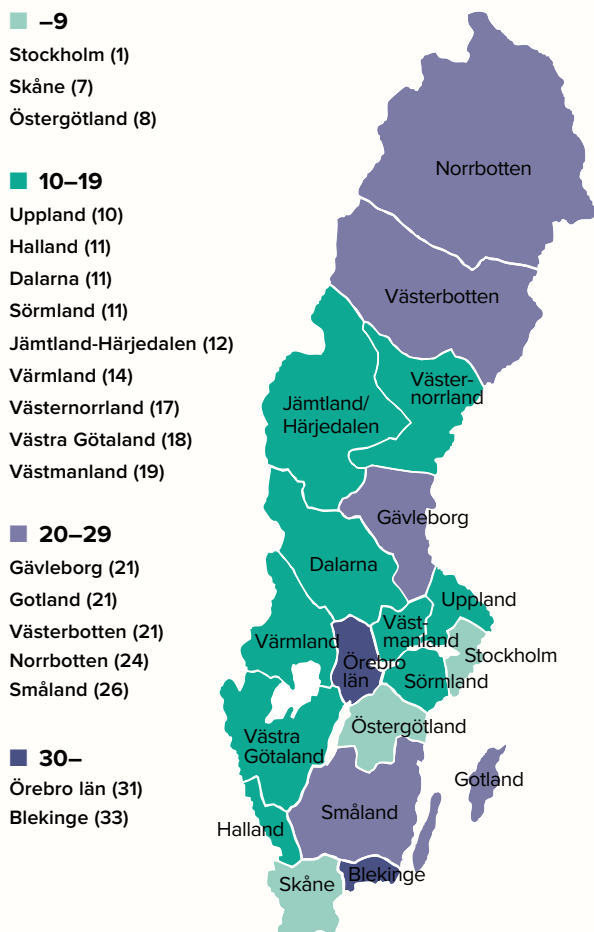 –9
Stockholm (1)
Skåne (7)
Östergötland (8)
10–19
Uppland (10)
Halland (11)
Dalarna (11)
Sörmland (11)
Jämtland-Härjedalen (12)
Värmland (14)
Västernorrland (17)
Västra Götaland (18)
Västmanland (19)
20–29
Gävleborg (21)
Gotland (21)
Västerbotten (21)
Norrbotten (24)
Småland (26)
30–
Örebro län (31)
Blekinge (33)
Norrbotten
Västerbotten
Väster-
norrland
Jämtland/
Härjedalen
Gävleborg
Dalarna
Uppland
Väst-
manland
Värmland
Stockholm
Örebro
län
Sörmland
Östergötland
Västra
Götaland
Gotland
Småland
Halland
Blekinge
Skåne